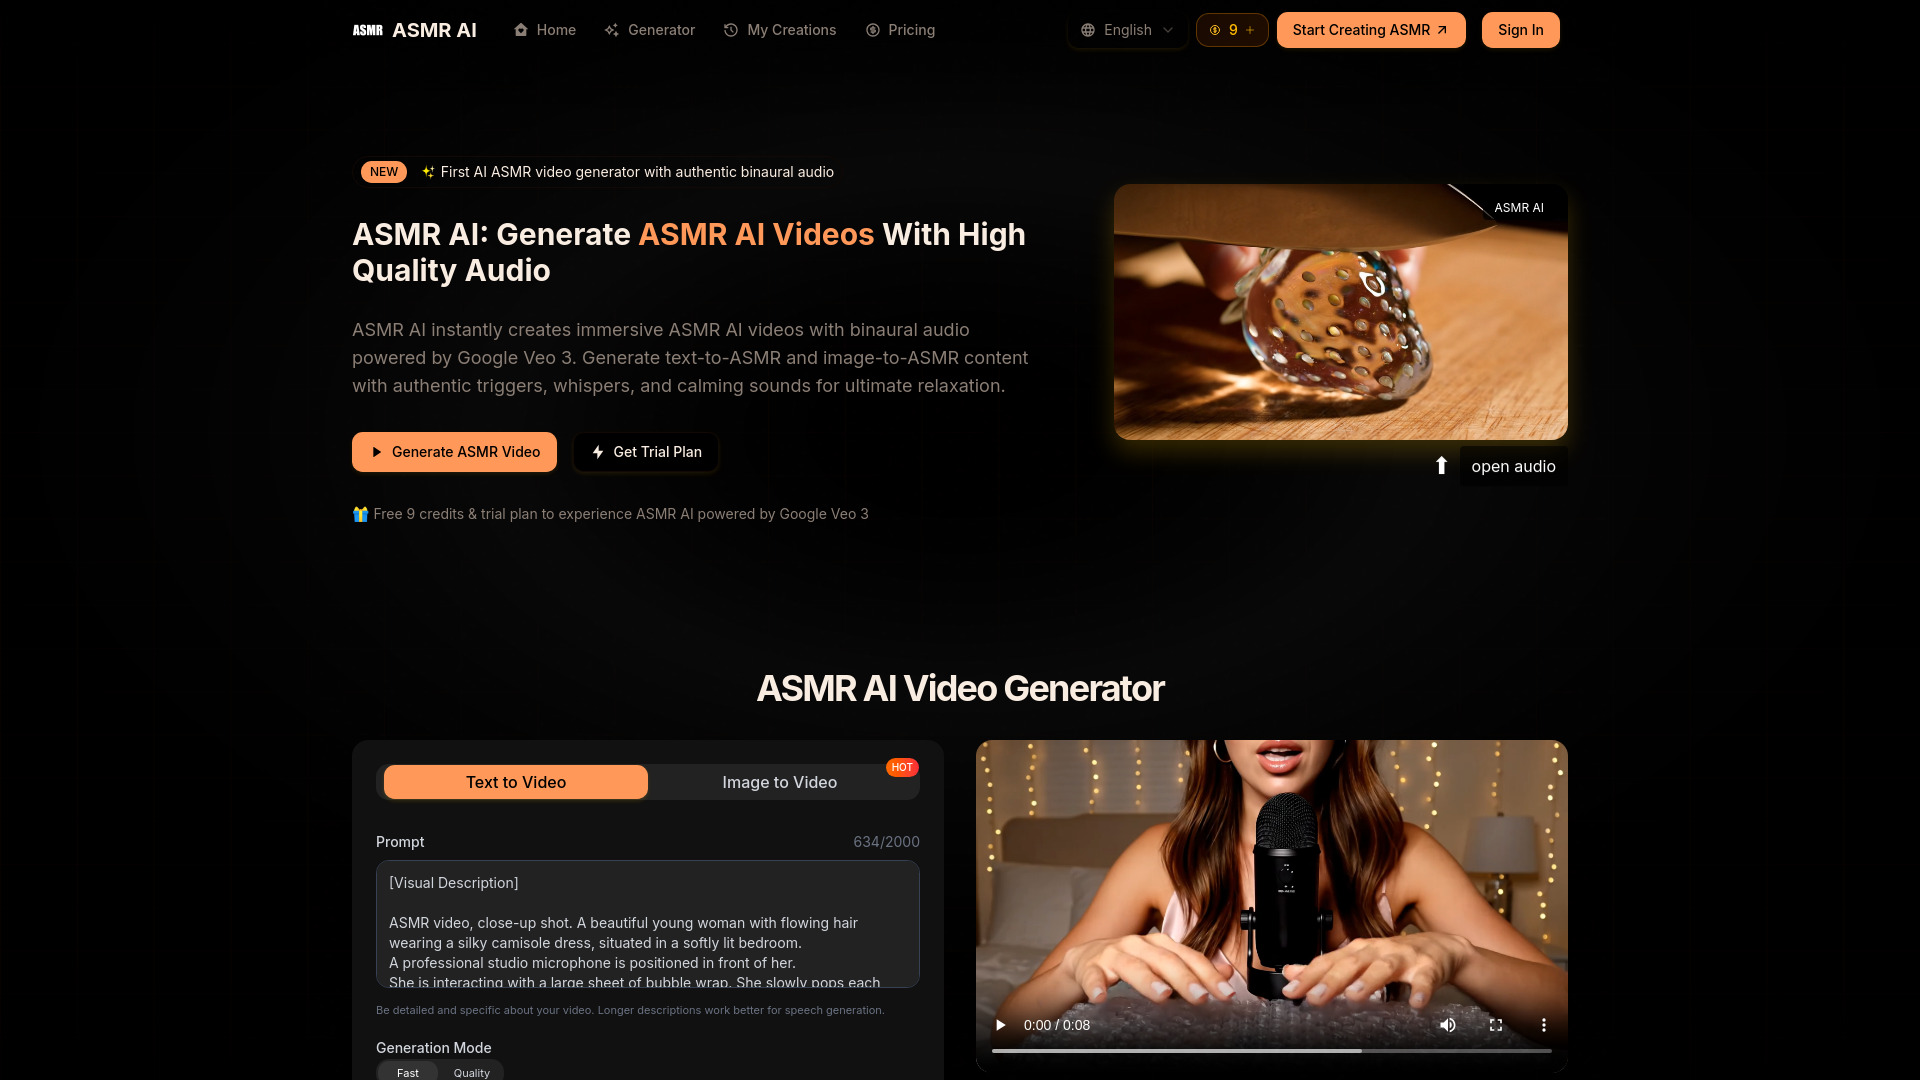 ASMR ASMR AI
Home
Generator
My Creations
Pricing
English
9 +
Start Creating ASMR
Sign In
NEW
✨ First AI ASMR video generator with authentic binaural audio
ASMR AI: Generate ASMR AI Videos With High
Quality Audio
ASMR AI instantly creates immersive ASMR AI videos with binaural audio
powered by Google Veo 3. Generate text-to-ASMR and image-to-ASMR content
with authentic triggers, whispers, and calming sounds for ultimate relaxation.
Generate ASMR Video
Get Trial Plan
🎁 Free 9 credits & trial plan to experience ASMR AI powered by Google Veo 3
ASMR AI
⬆ open audio
ASMR AI Video Generator
Text to Video
Image to Video
HOT
Prompt
634/2000
[Visual Description]
ASMR video, close-up shot. A beautiful young woman with flowing hair
wearing a silky camisole dress, situated in a softly lit bedroom.
A professional studio microphone is positioned in front of her.
She is interacting with a large sheet of bubble wrap. She slowly pops each
Be detailed and specific about your video. Longer descriptions work better for speech generation.
Generation Mode
Fast
Quality
0:00 / 0:08